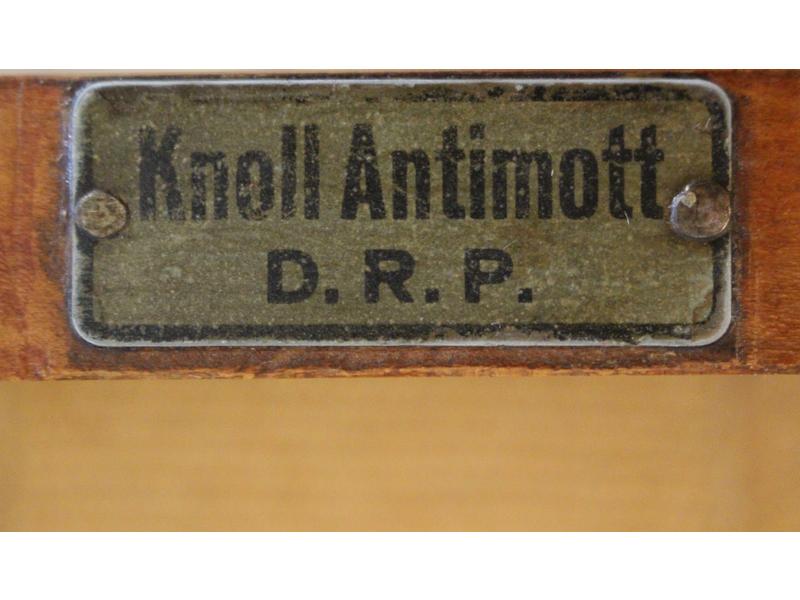 Knoll Antimott
D. R. P.